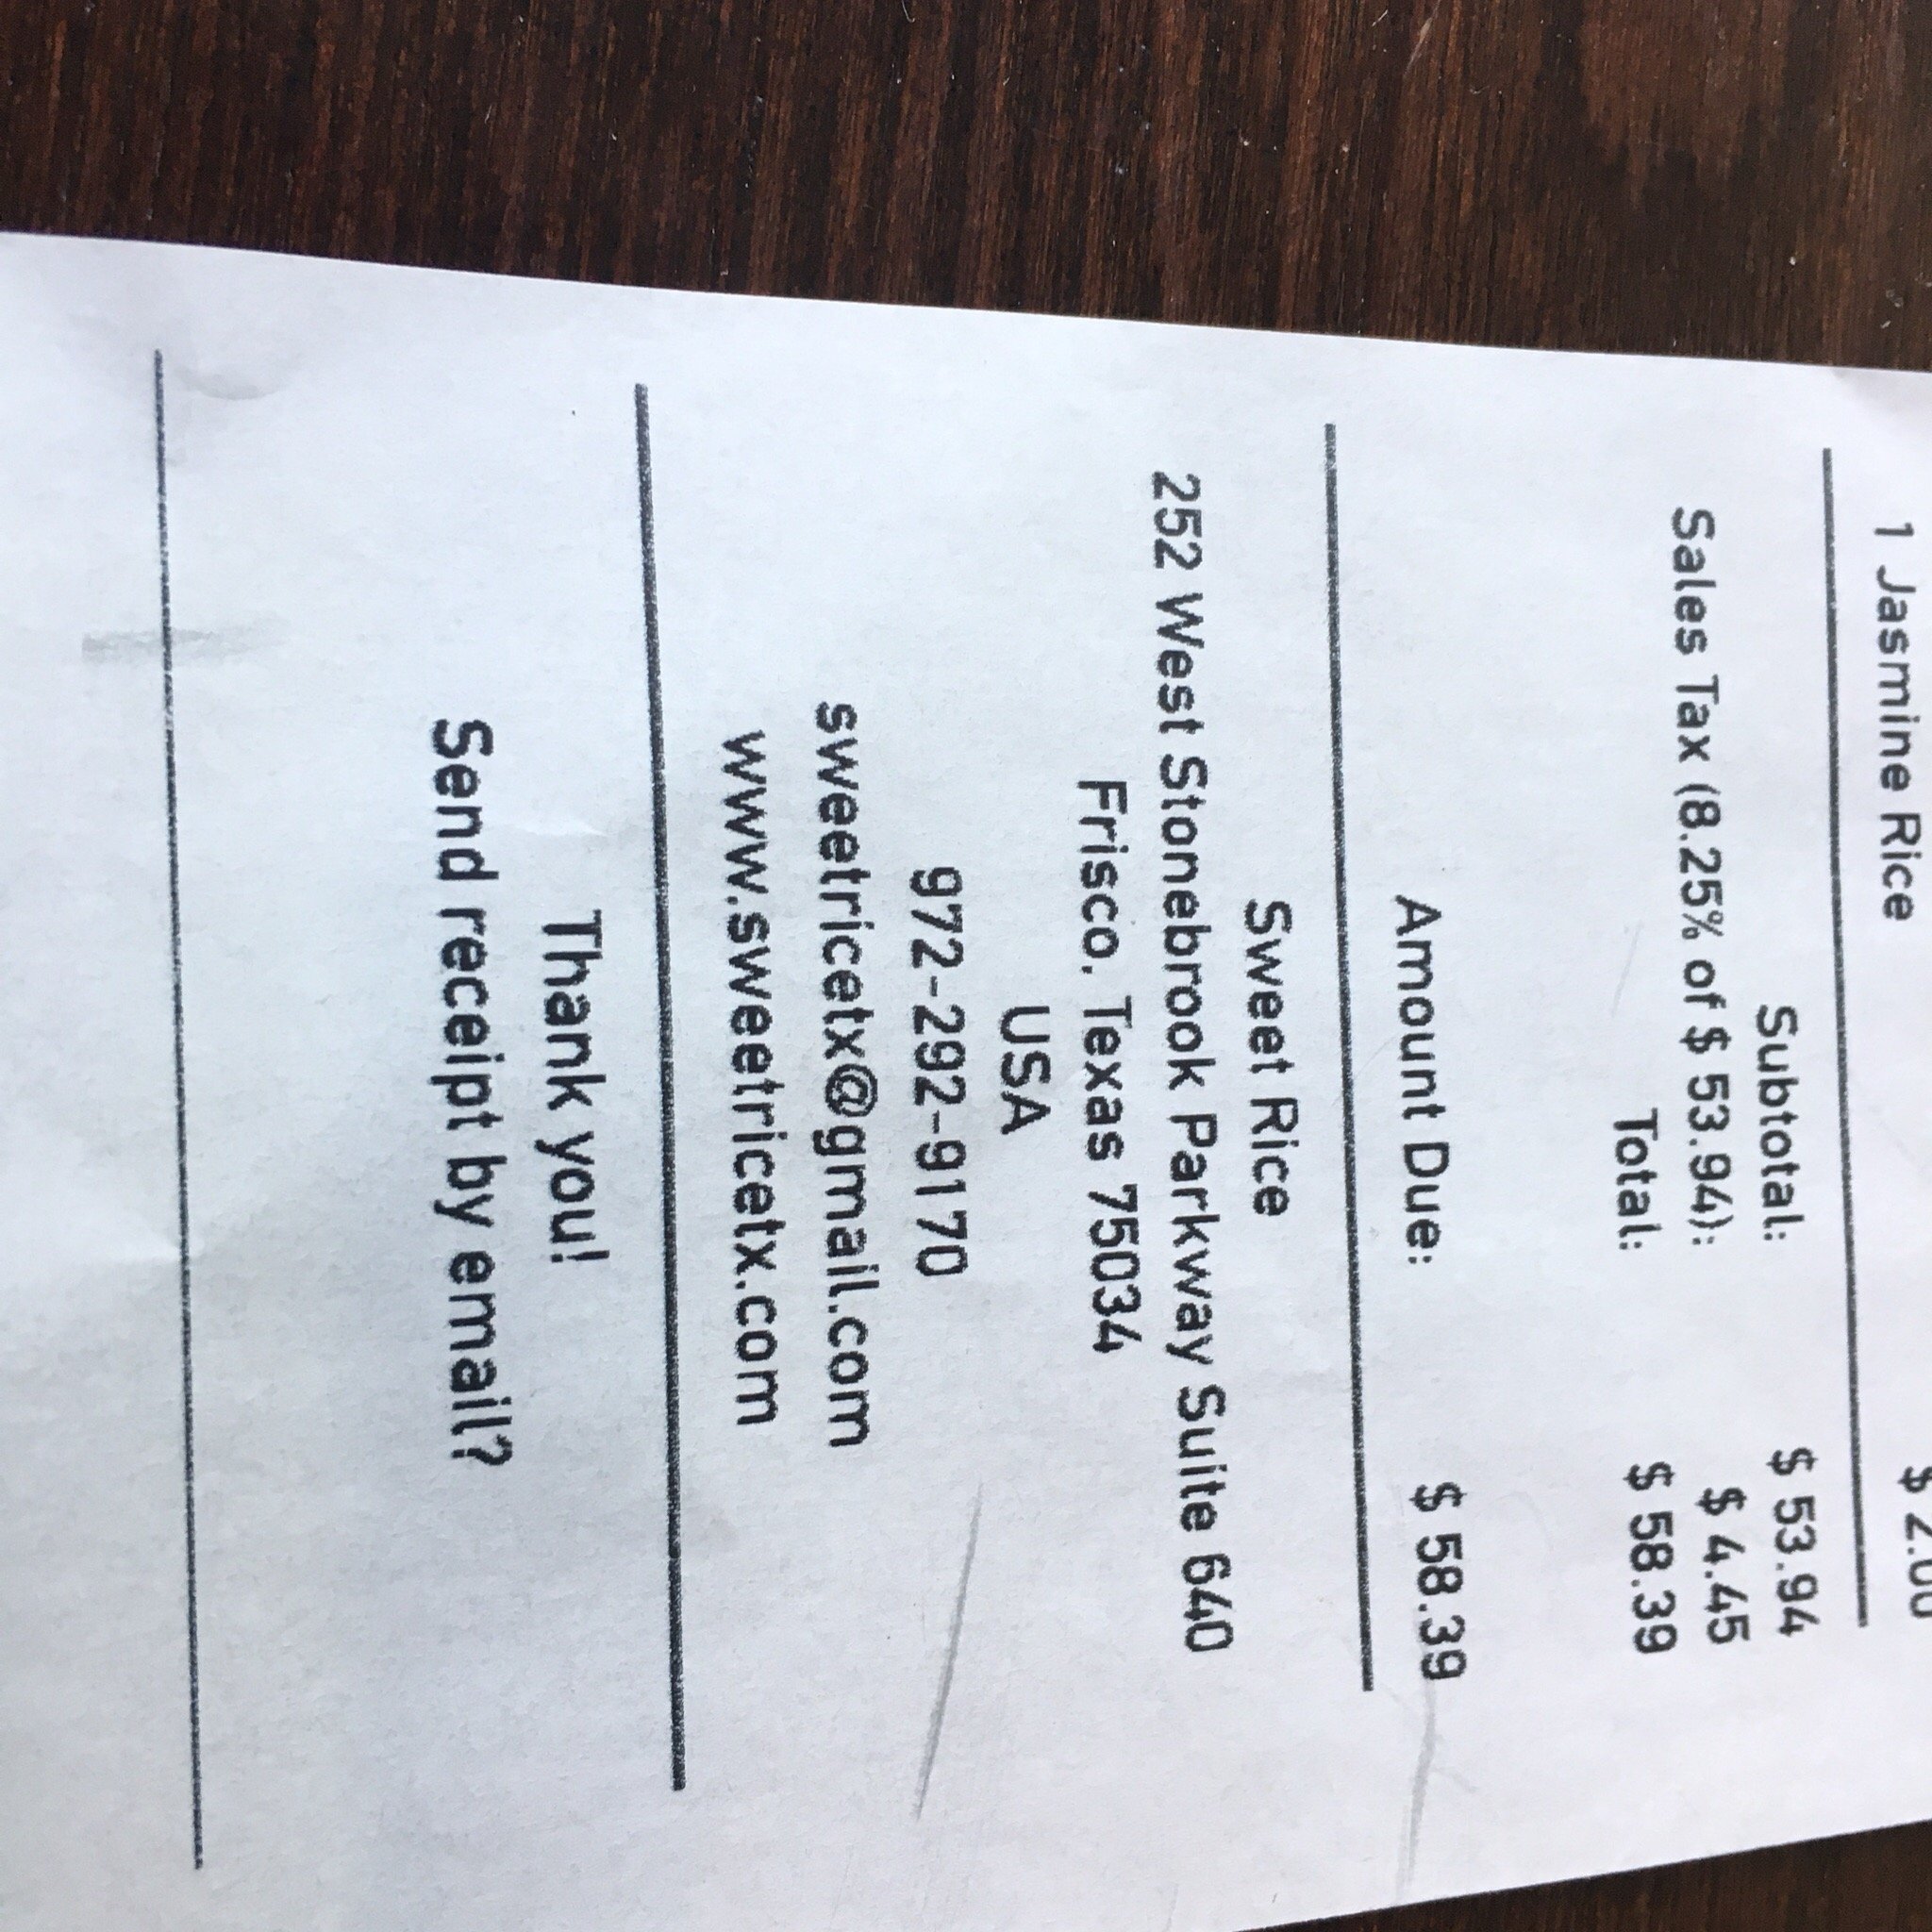 1 Jasmine Rice $ 2.00
Subtotal: $ 53.94
Sales Tax (8.25% of $ 53.94): $ 4.45
Total: $ 58.39
Amount Due: $ 58.39
Sweet Rice
252 West Stonebrook Parkway Suite 640
Frisco, Texas 75034
USA
972-292-9170
sweetricetx@gmail.com
www.sweetricetx.com
Thank you!
Send receipt by email?